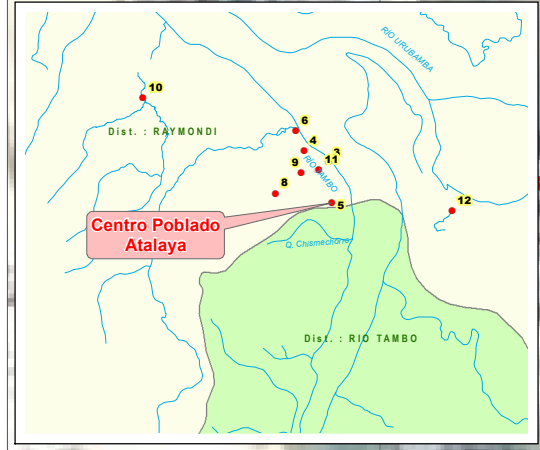 RIO URUBAMBA
10
Dist. : RAYMONDI
6
4
3
11
9
RIO TAMBO
8
5
12
Centro Poblado
Atalaya
Q. Chismechorre
Dist. : RIO TAMBO